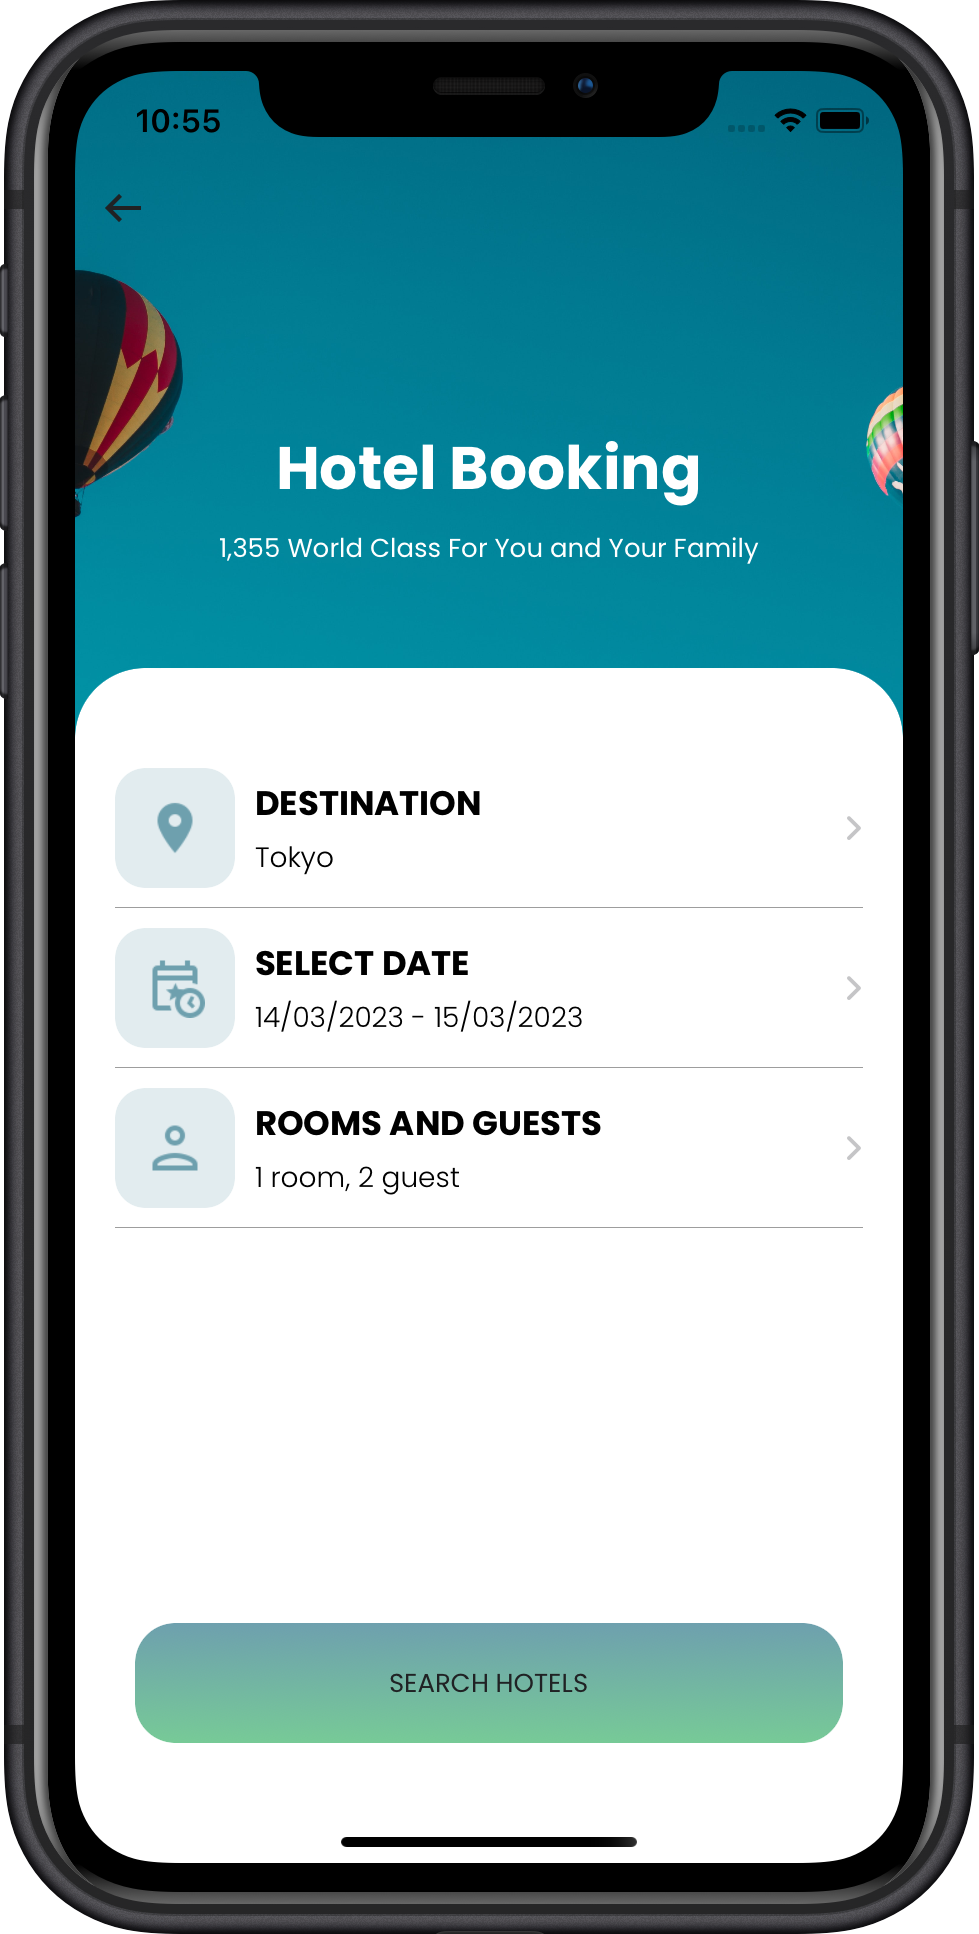 10:55
Hotel Booking
1,355 World Class For You and Your Family
DESTINATION
Tokyo
SELECT DATE
14/03/2023 - 15/03/2023
ROOMS AND GUESTS
1 room, 2 guest
SEARCH HOTELS